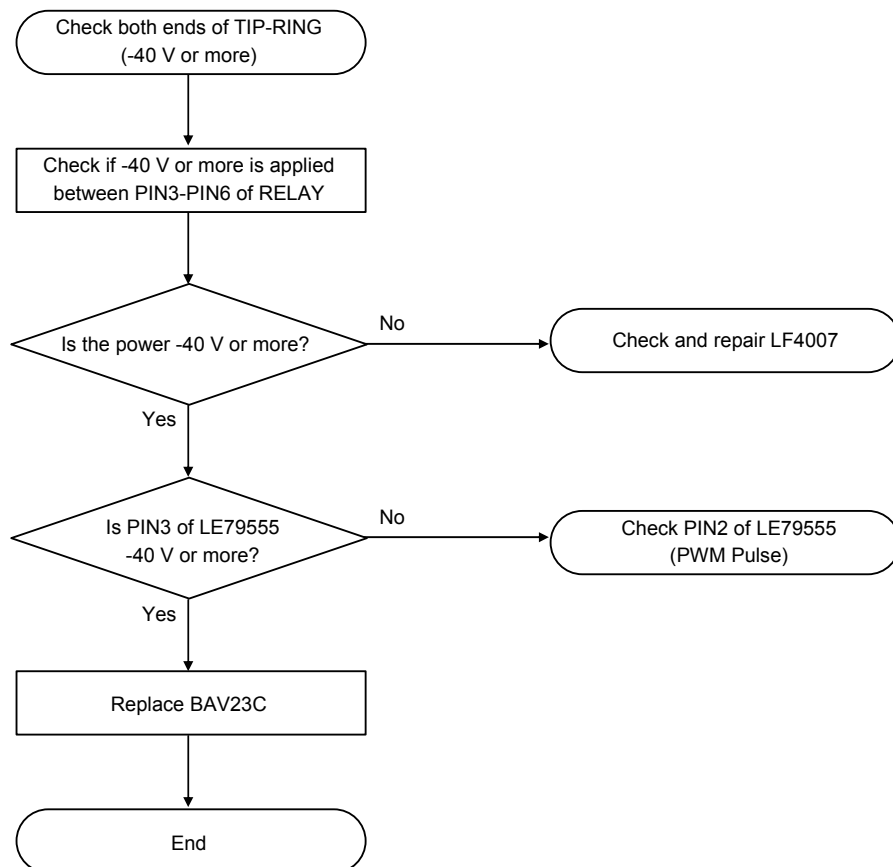 Check both ends of TIP-RING
(-40 V or more)
Check if -40 V or more is applied
between PIN3-PIN6 of RELAY
Is the power -40 V or more?
No
Check and repair LF4007
Yes
Is PIN3 of LE79555
-40 V or more?
No
Check PIN2 of LE79555
(PWM Pulse)
Yes
Replace BAV23C
End